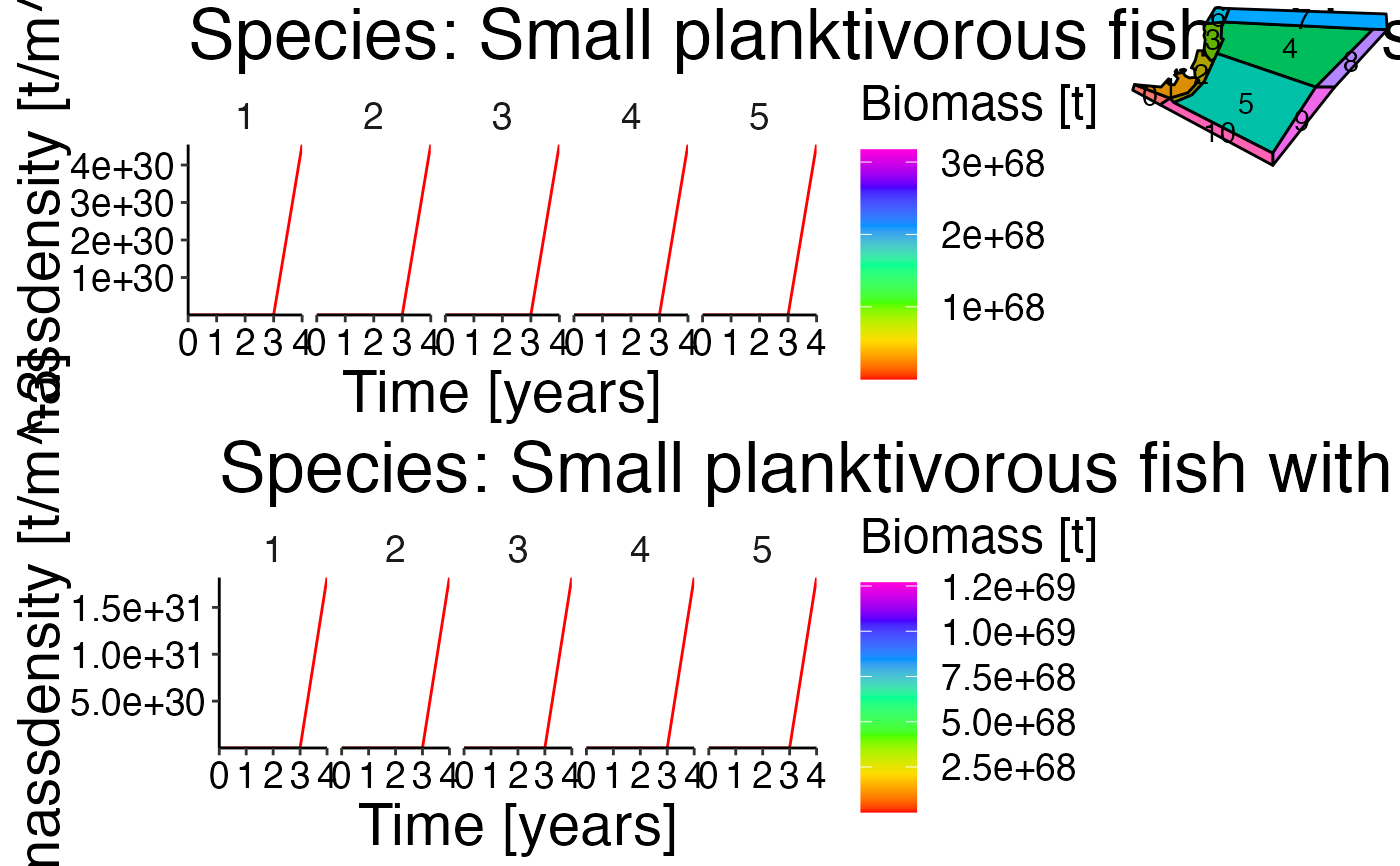 Species: Small planktivorous fish
1 2 3 4 5
4e+30
3e+30
2e+30
1e+30
0 1 2 3 4 0 1 2 3 4 0 1 2 3 4 0 1 2 3 4 0 1 2 3 4
Time [years]
massdensity [t/m^
Biomass [t]
3e+68
2e+68
1e+68
7
3
4
8
2
5
0
9
10
Species: Small planktivorous fish with
1 2 3 4 5
1.5e+31
1.0e+31
5.0e+30
0 1 2 3 4 0 1 2 3 4 0 1 2 3 4 0 1 2 3 4 0 1 2 3 4
Time [years]
massdensity [t/m^3]
Biomass [t]
1.2e+69
1.0e+69
7.5e+68
5.0e+68
2.5e+68